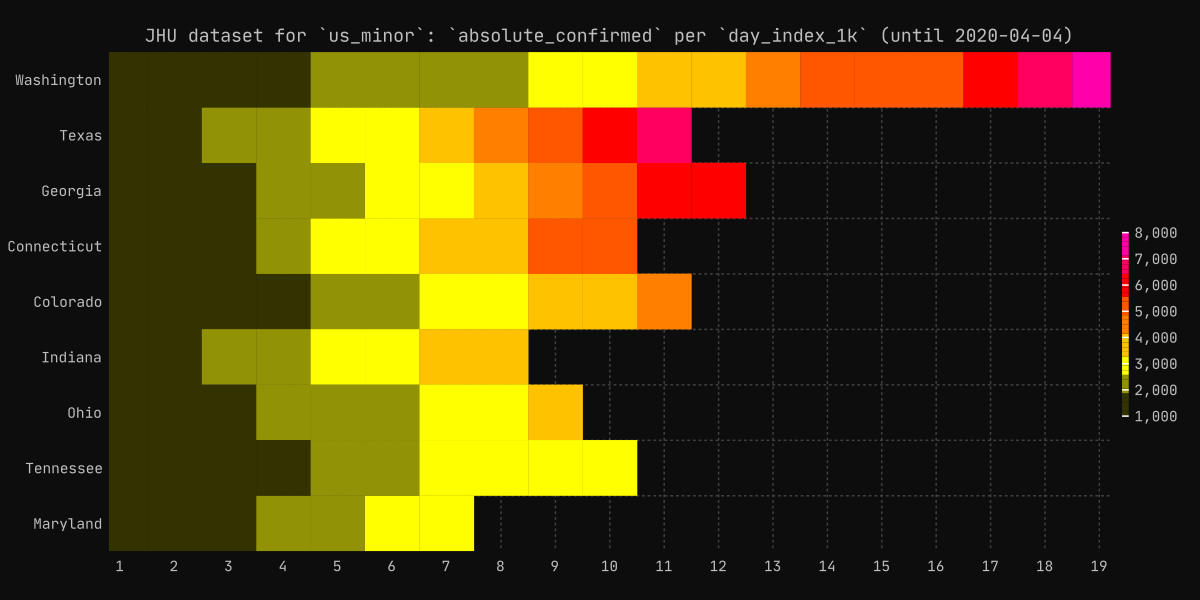 JHU dataset for `us_minor`: `absolute_confirmed` per `day_index_1k` (until 2020-04-04)
Washington
Texas
Georgia
Connecticut
Colorado
Indiana
Ohio
Tennessee
Maryland
8,000
7,000
6,000
5,000
4,000
3,000
2,000
1,000
1 2 3 4 5 6 7 8 9 10 11 12 13 14 15 16 17 18 19